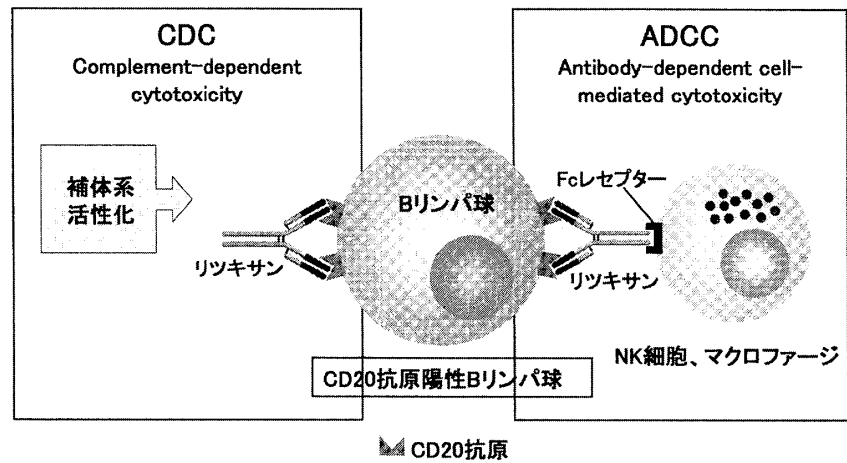 CDC
Complement-dependent
cytotoxicity
補体系
活性化
リツキサン
Bリンパ球
CD20抗原陽性Bリンパ球
ADCC
Antibody-dependent cell-
mediated cytotoxicity
Fcレセプター
リツキサン
NK細胞、マクロファージ
CD20抗原